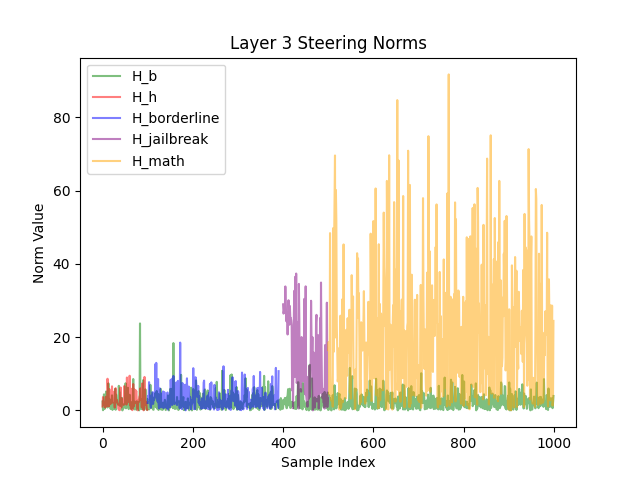 Layer 3 Steering Norms
H_b
H_h
H_borderline
H_jailbreak
H_math
Norm Value
80
60
40
20
0
0 200 400 600 800 1000
Sample Index